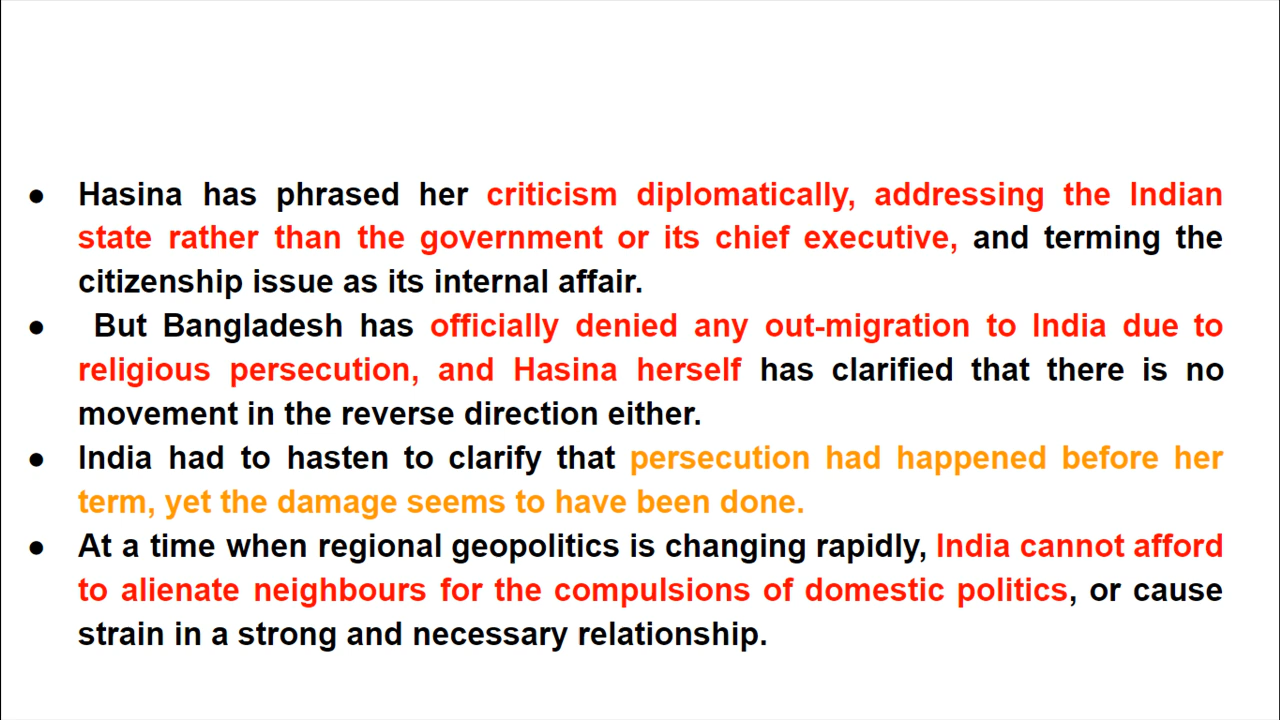 ● Hasina has phrased her criticism diplomatically, addressing the Indian
state rather than the government or its chief executive, and terming the
citizenship issue as its internal affair.
● But Bangladesh has officially denied any out-migration to India due to
religious persecution, and Hasina herself has clarified that there is no
movement in the reverse direction either.
● India had to hasten to clarify that persecution had happened before her
term, yet the damage seems to have been done.
● At a time when regional geopolitics is changing rapidly, India cannot afford
to alienate neighbours for the compulsions of domestic politics, or cause
strain in a strong and necessary relationship.